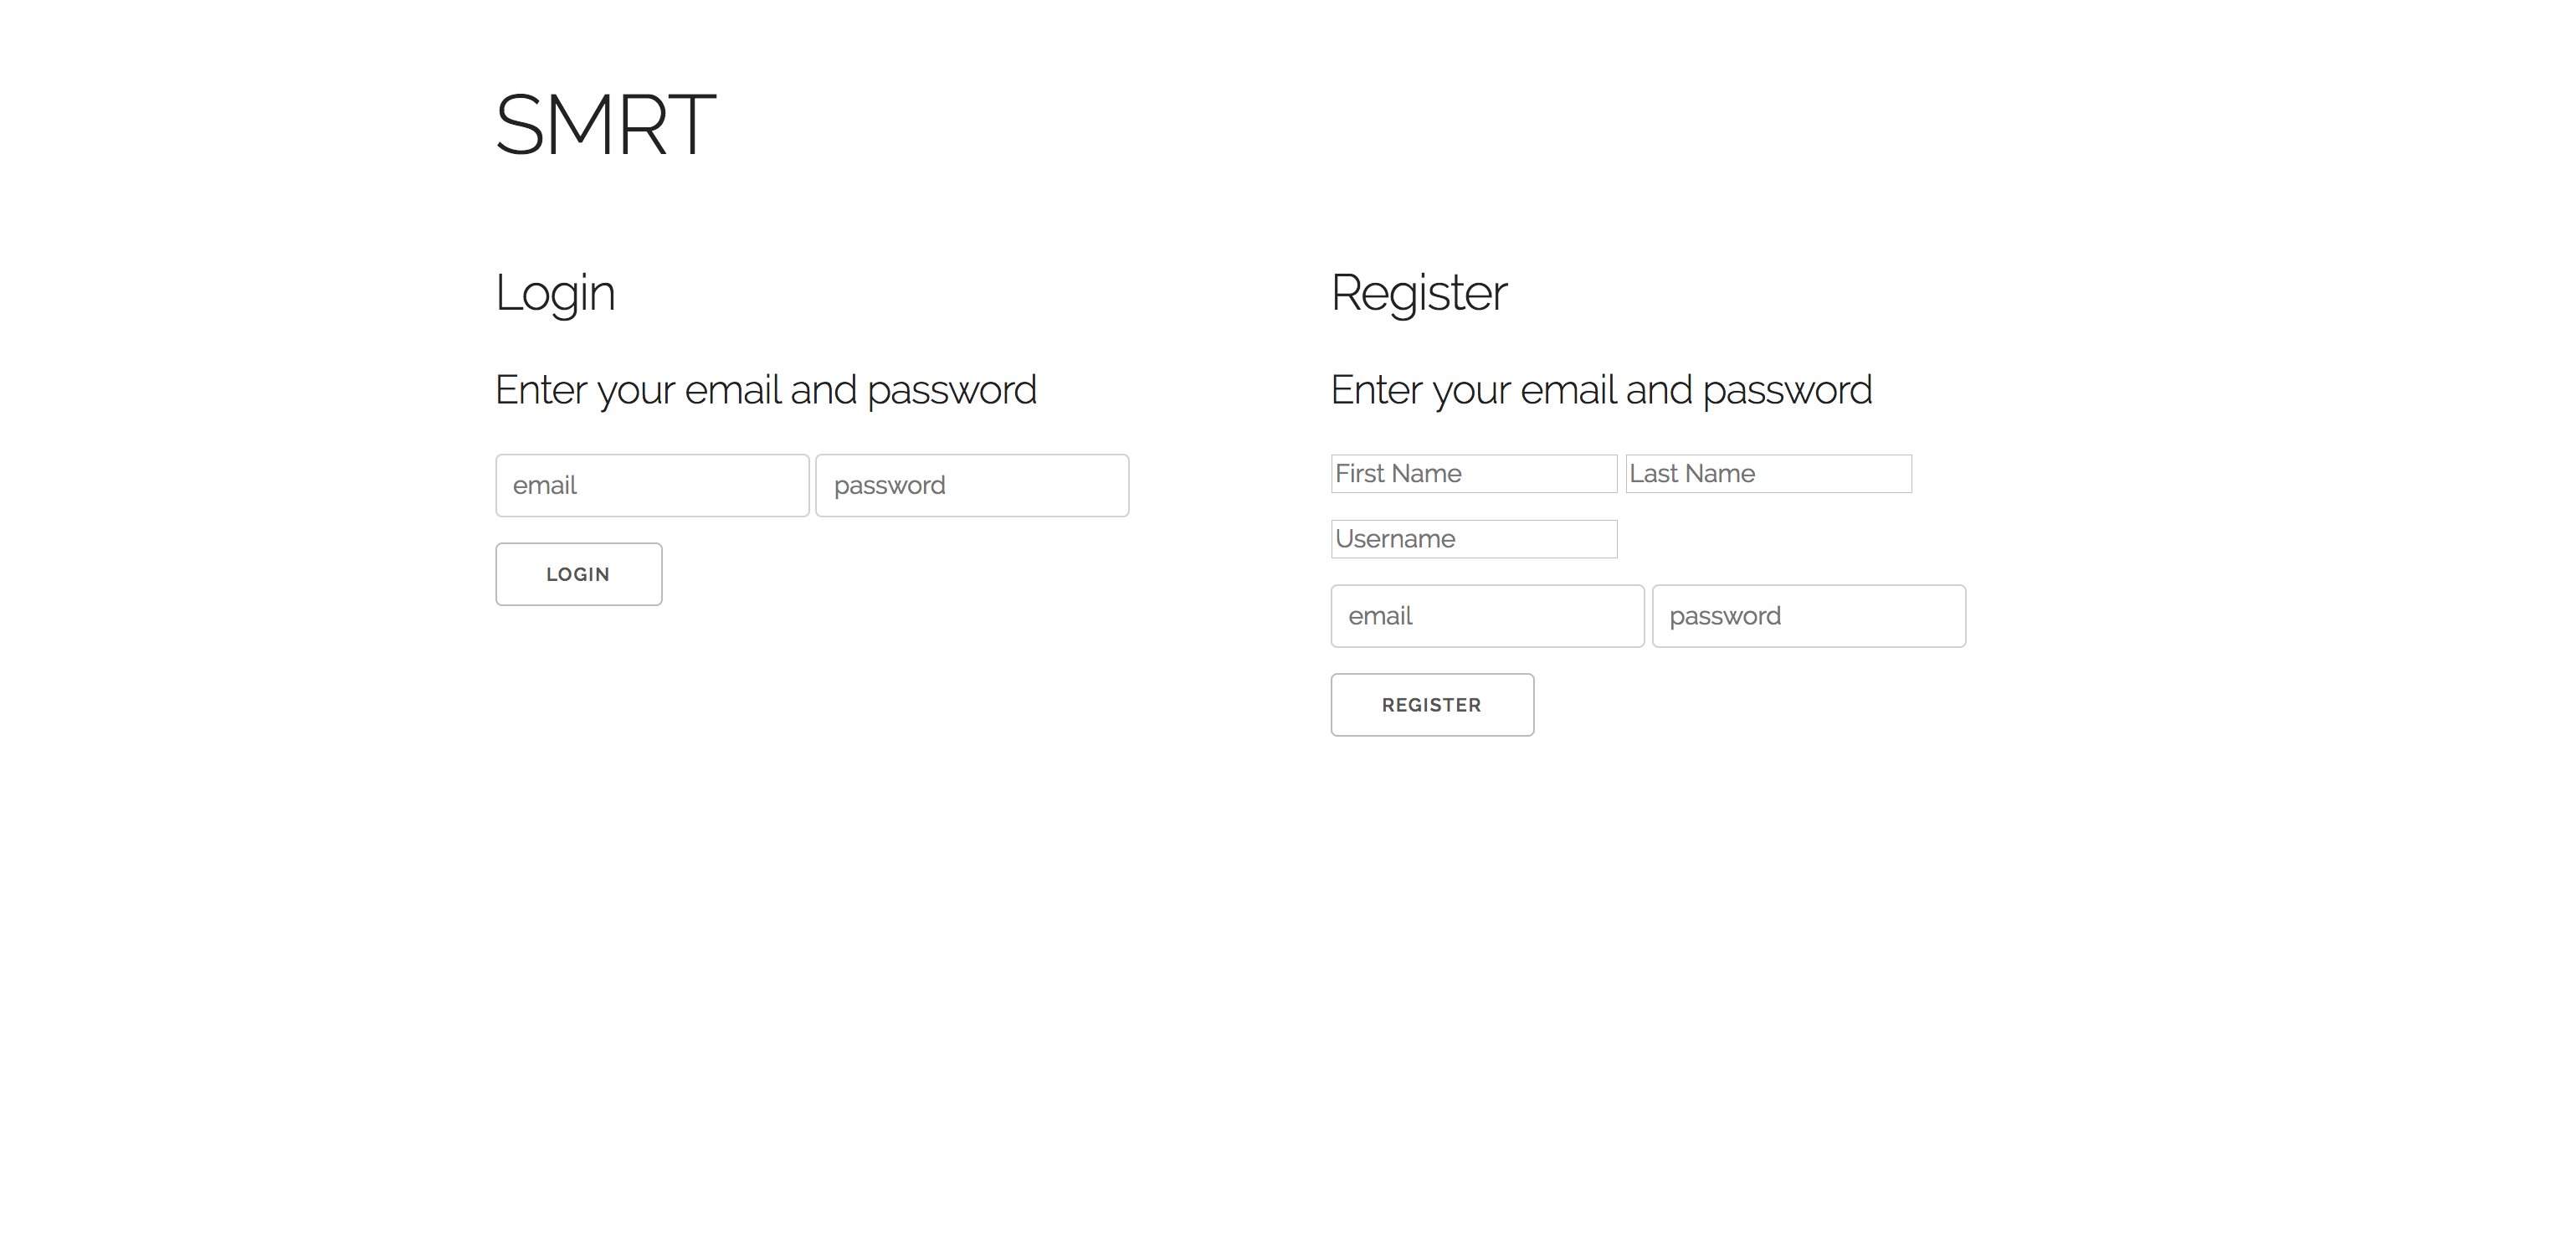 SMRT
Login
Enter your email and password
email password
LOGIN
Register
Enter your email and password
First Name Last Name
Username
email password
REGISTER